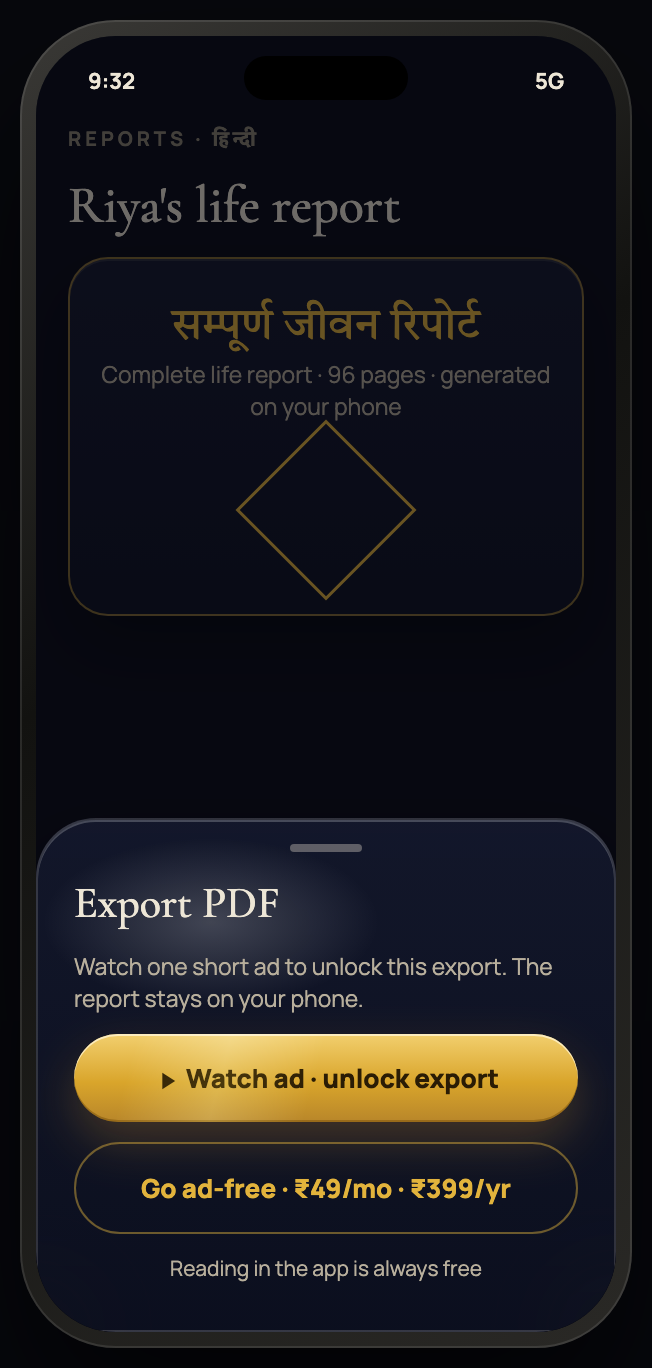 9:32
5G
REPORTS · हिन्दी
Riya's life report
सम्पूर्ण जीवन रिपोर्ट
Complete life report · 96 pages · generated
on your phone
Export PDF
Watch one short ad to unlock this export. The
report stays on your phone.
▶ Watch ad · unlock export
Go ad-free · ₹49/mo · ₹399/yr
Reading in the app is always free